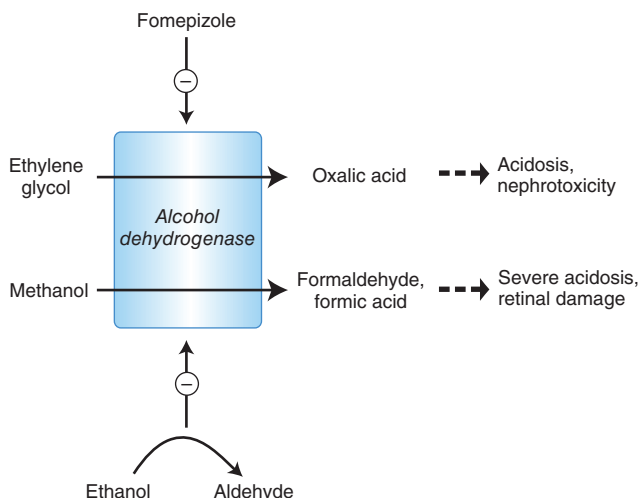 Fomepizole
−
Ethylene
glycol
Oxalic acid
Acidosis,
nephrotoxicity
Alcohol
dehydrogenase
Methanol
Formaldehyde,
formic acid
Severe acidosis,
retinal damage
−
Ethanol
Aldehyde